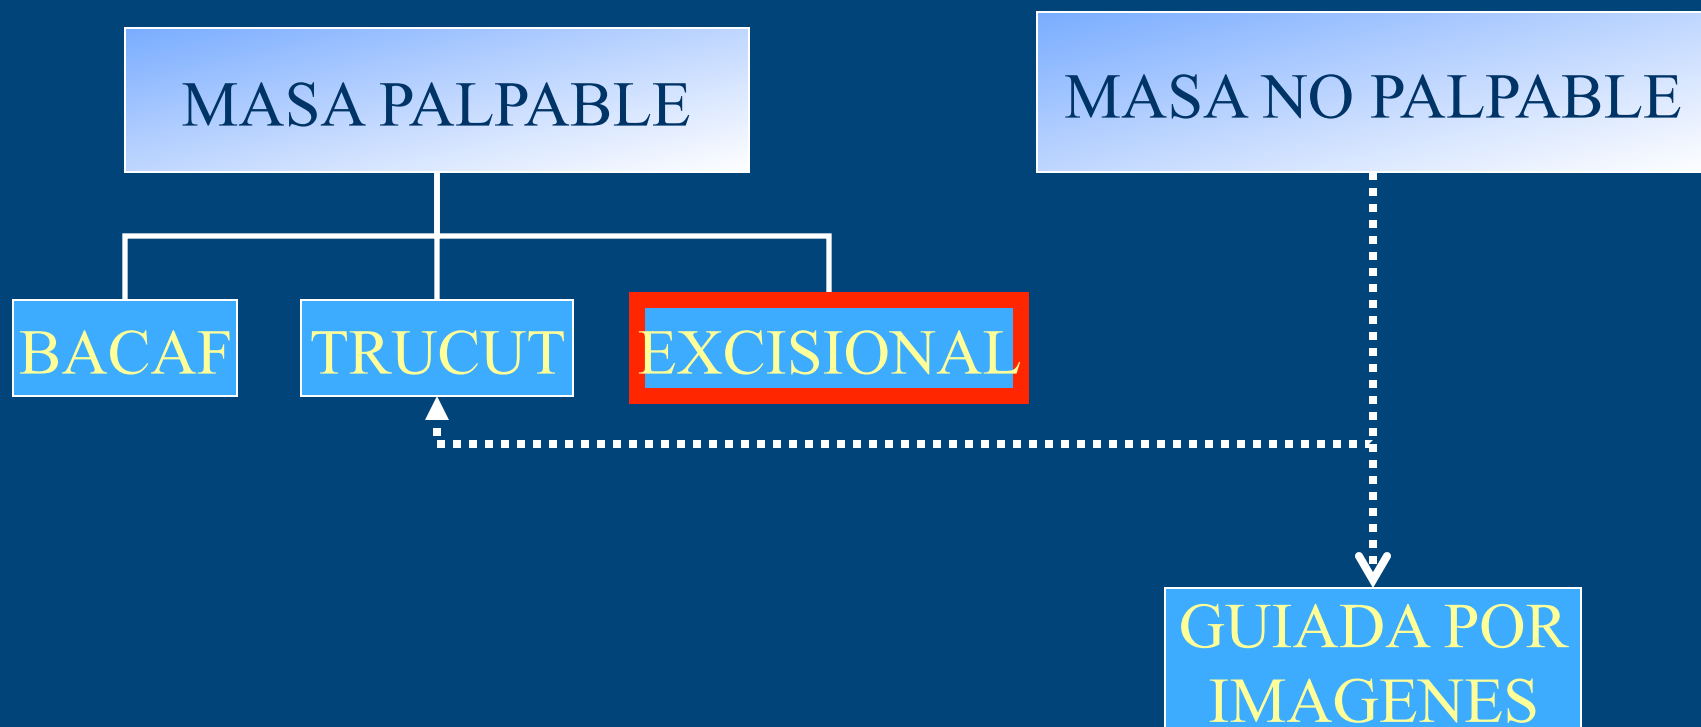 MASA PALPABLE
MASA NO PALPABLE
BACAF
TRUCUT
EXCISIONAL
GUIADA POR
IMAGENES